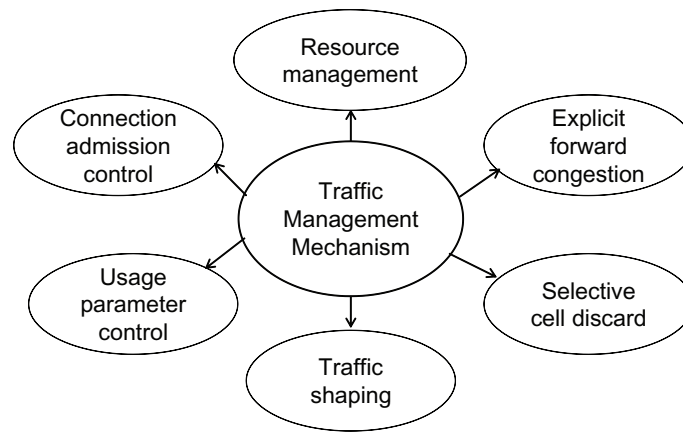 Resource
management
Connection
admission
control
Explicit
forward
congestion
Traffic
Management
Mechanism
Usage
parameter
control
Selective
cell discard
Traffic
shaping